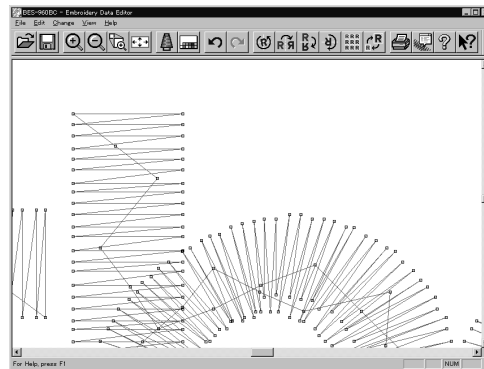 BES-960BC - Embroidery Data Editor
File Edit Change View Help
For Help, press F1 NUM